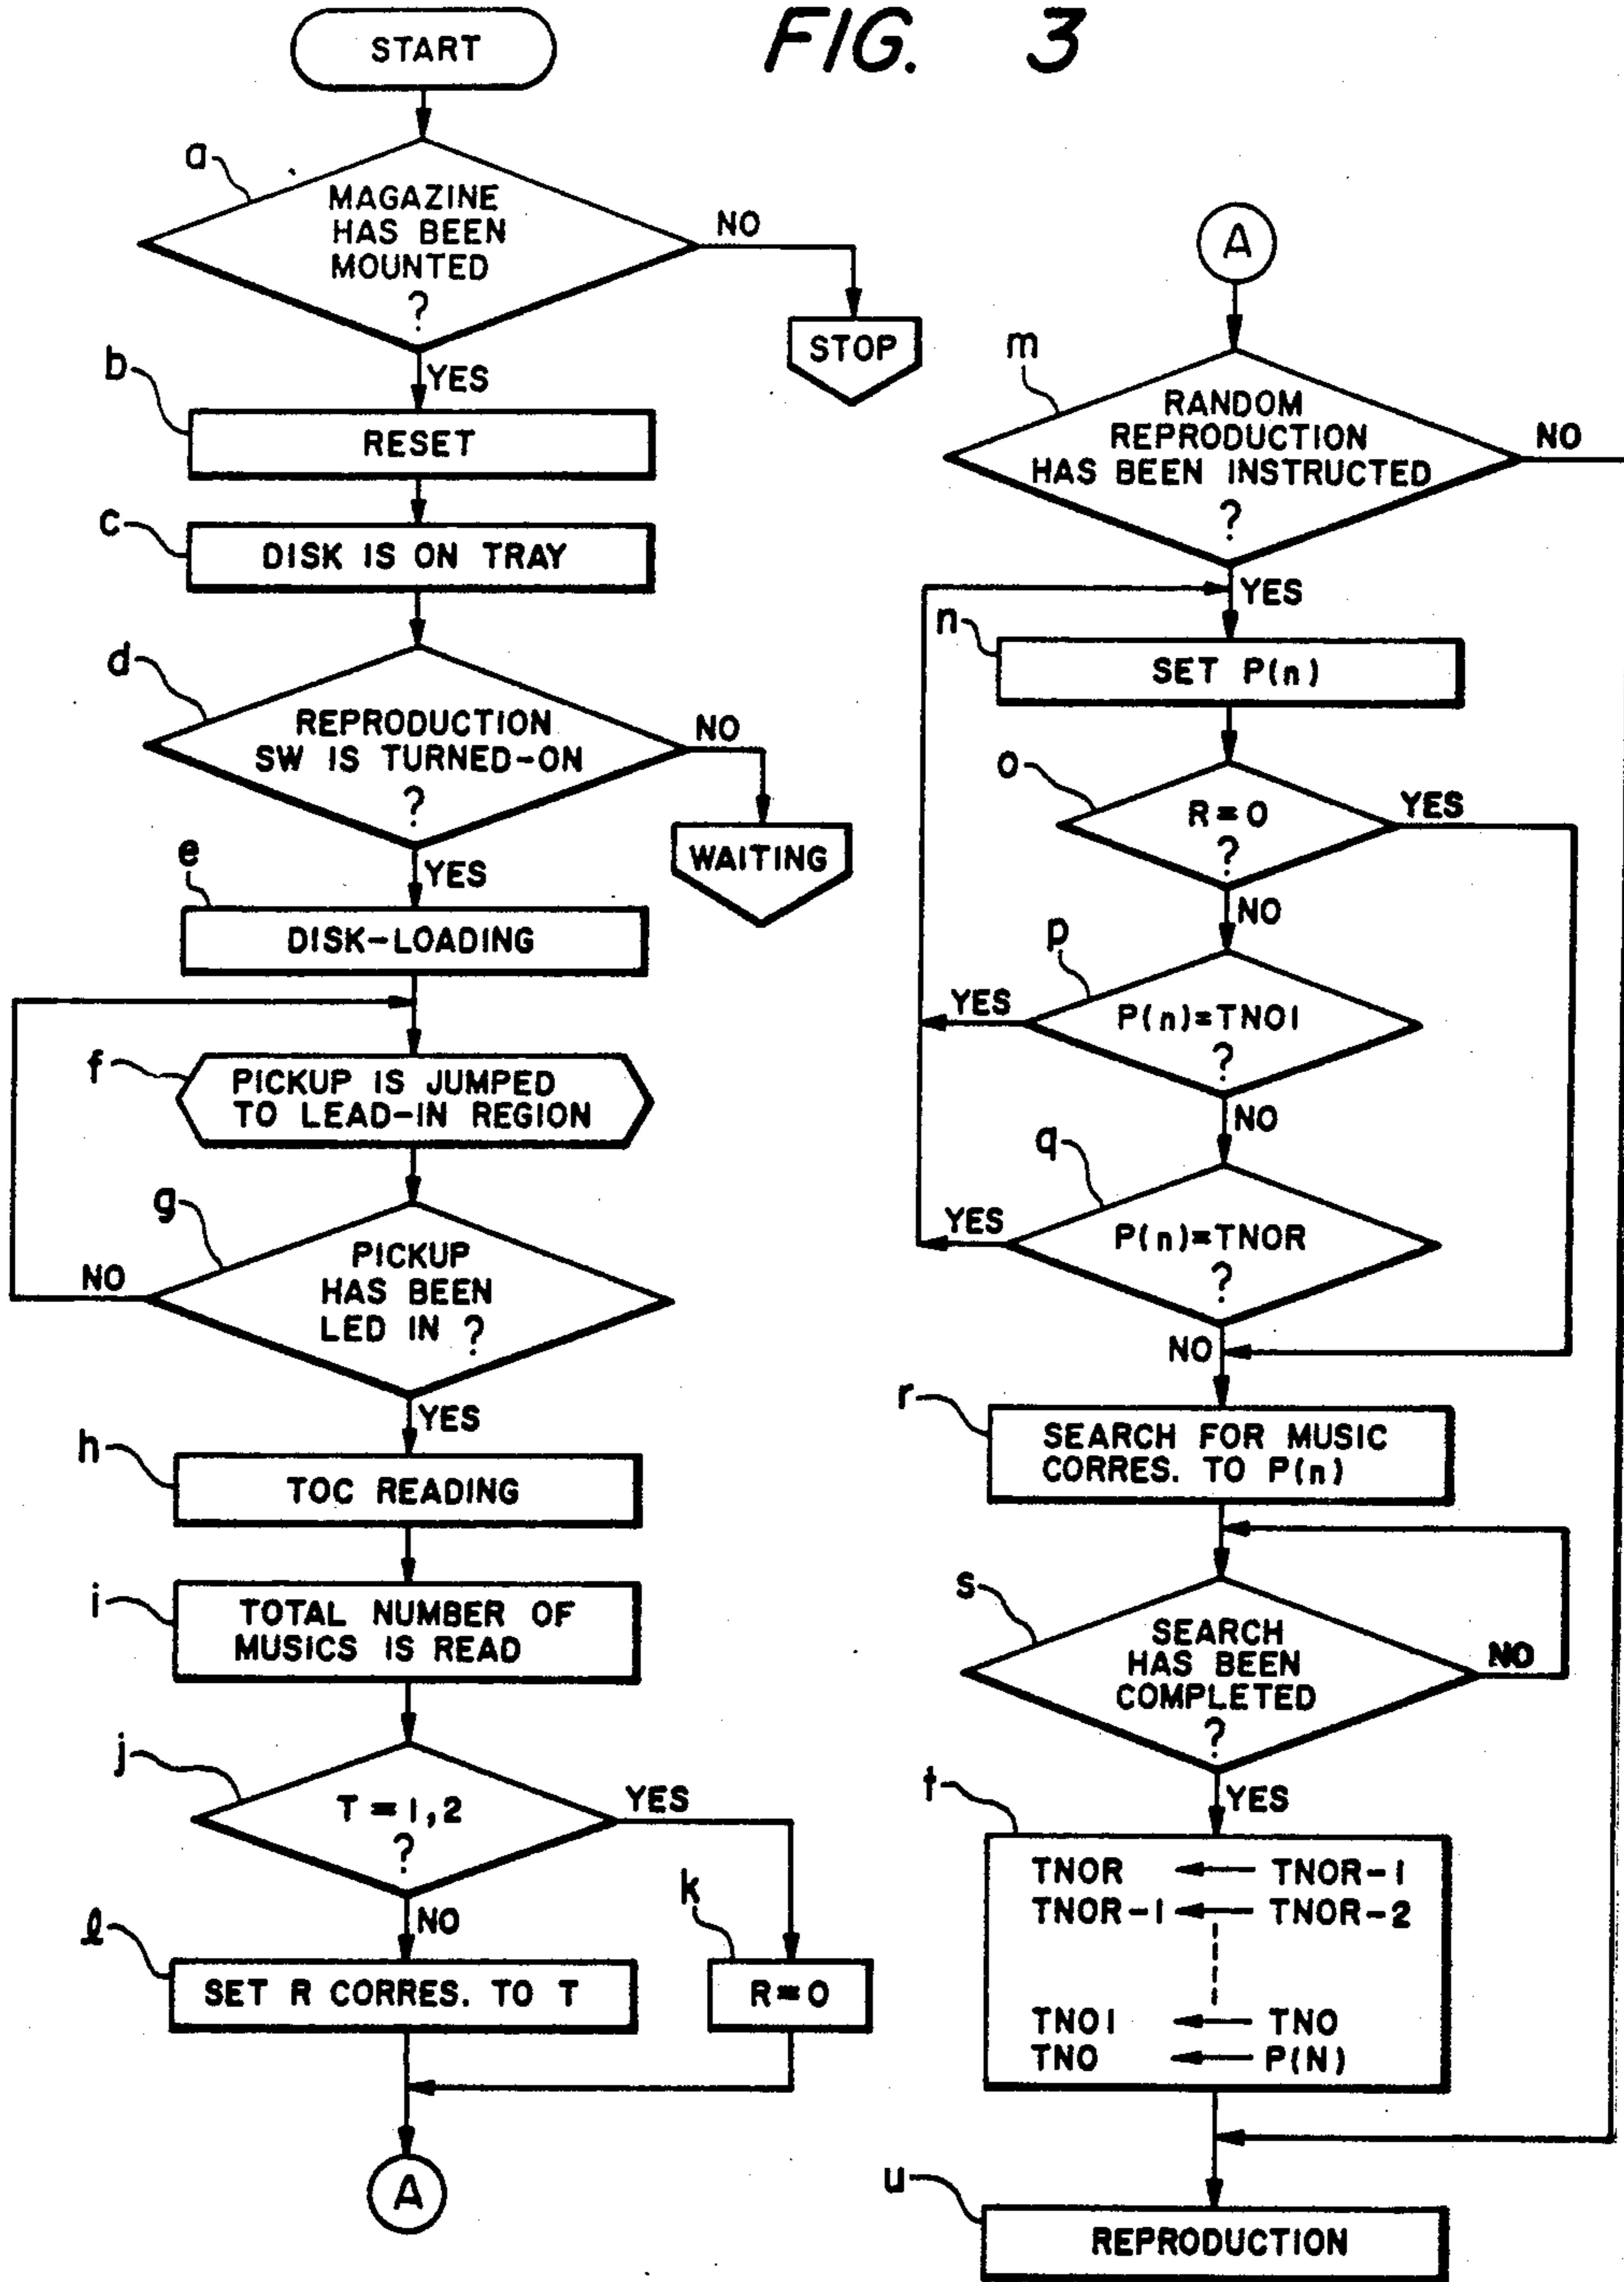 FIG. 3
START
a
MAGAZINE
HAS BEEN
MOUNTED
?
NO
STOP
YES
b
RESET
c
DISK IS ON TRAY
d
REPRODUCTION
SW IS TURNED-ON
?
NO
WAITING
YES
e
DISK-LOADING
f
PICKUP IS JUMPED
TO LEAD-IN REGION
g
PICKUP
HAS BEEN
LED IN ?
NO
YES
h
TOC READING
i
TOTAL NUMBER OF
MUSICS IS READ
j
T=1,2
?
YES
NO
k
R=0
l
SET R CORRES. TO T
A
A
m
RANDOM
REPRODUCTION
HAS BEEN INSTRUCTED
?
NO
YES
n
SET P(n)
o
R=0
?
YES
NO
p
P(n)=TNO1
?
YES
NO
q
P(n)=TNOR
?
YES
NO
r
SEARCH FOR MUSIC
CORRES. TO P(n)
s
SEARCH
HAS BEEN
COMPLETED
?
NO
YES
t
TNOR ← TNOR-1
TNOR-1 ← TNOR-2
TNO1 ← TNO
TNO ← P(N)
u
REPRODUCTION